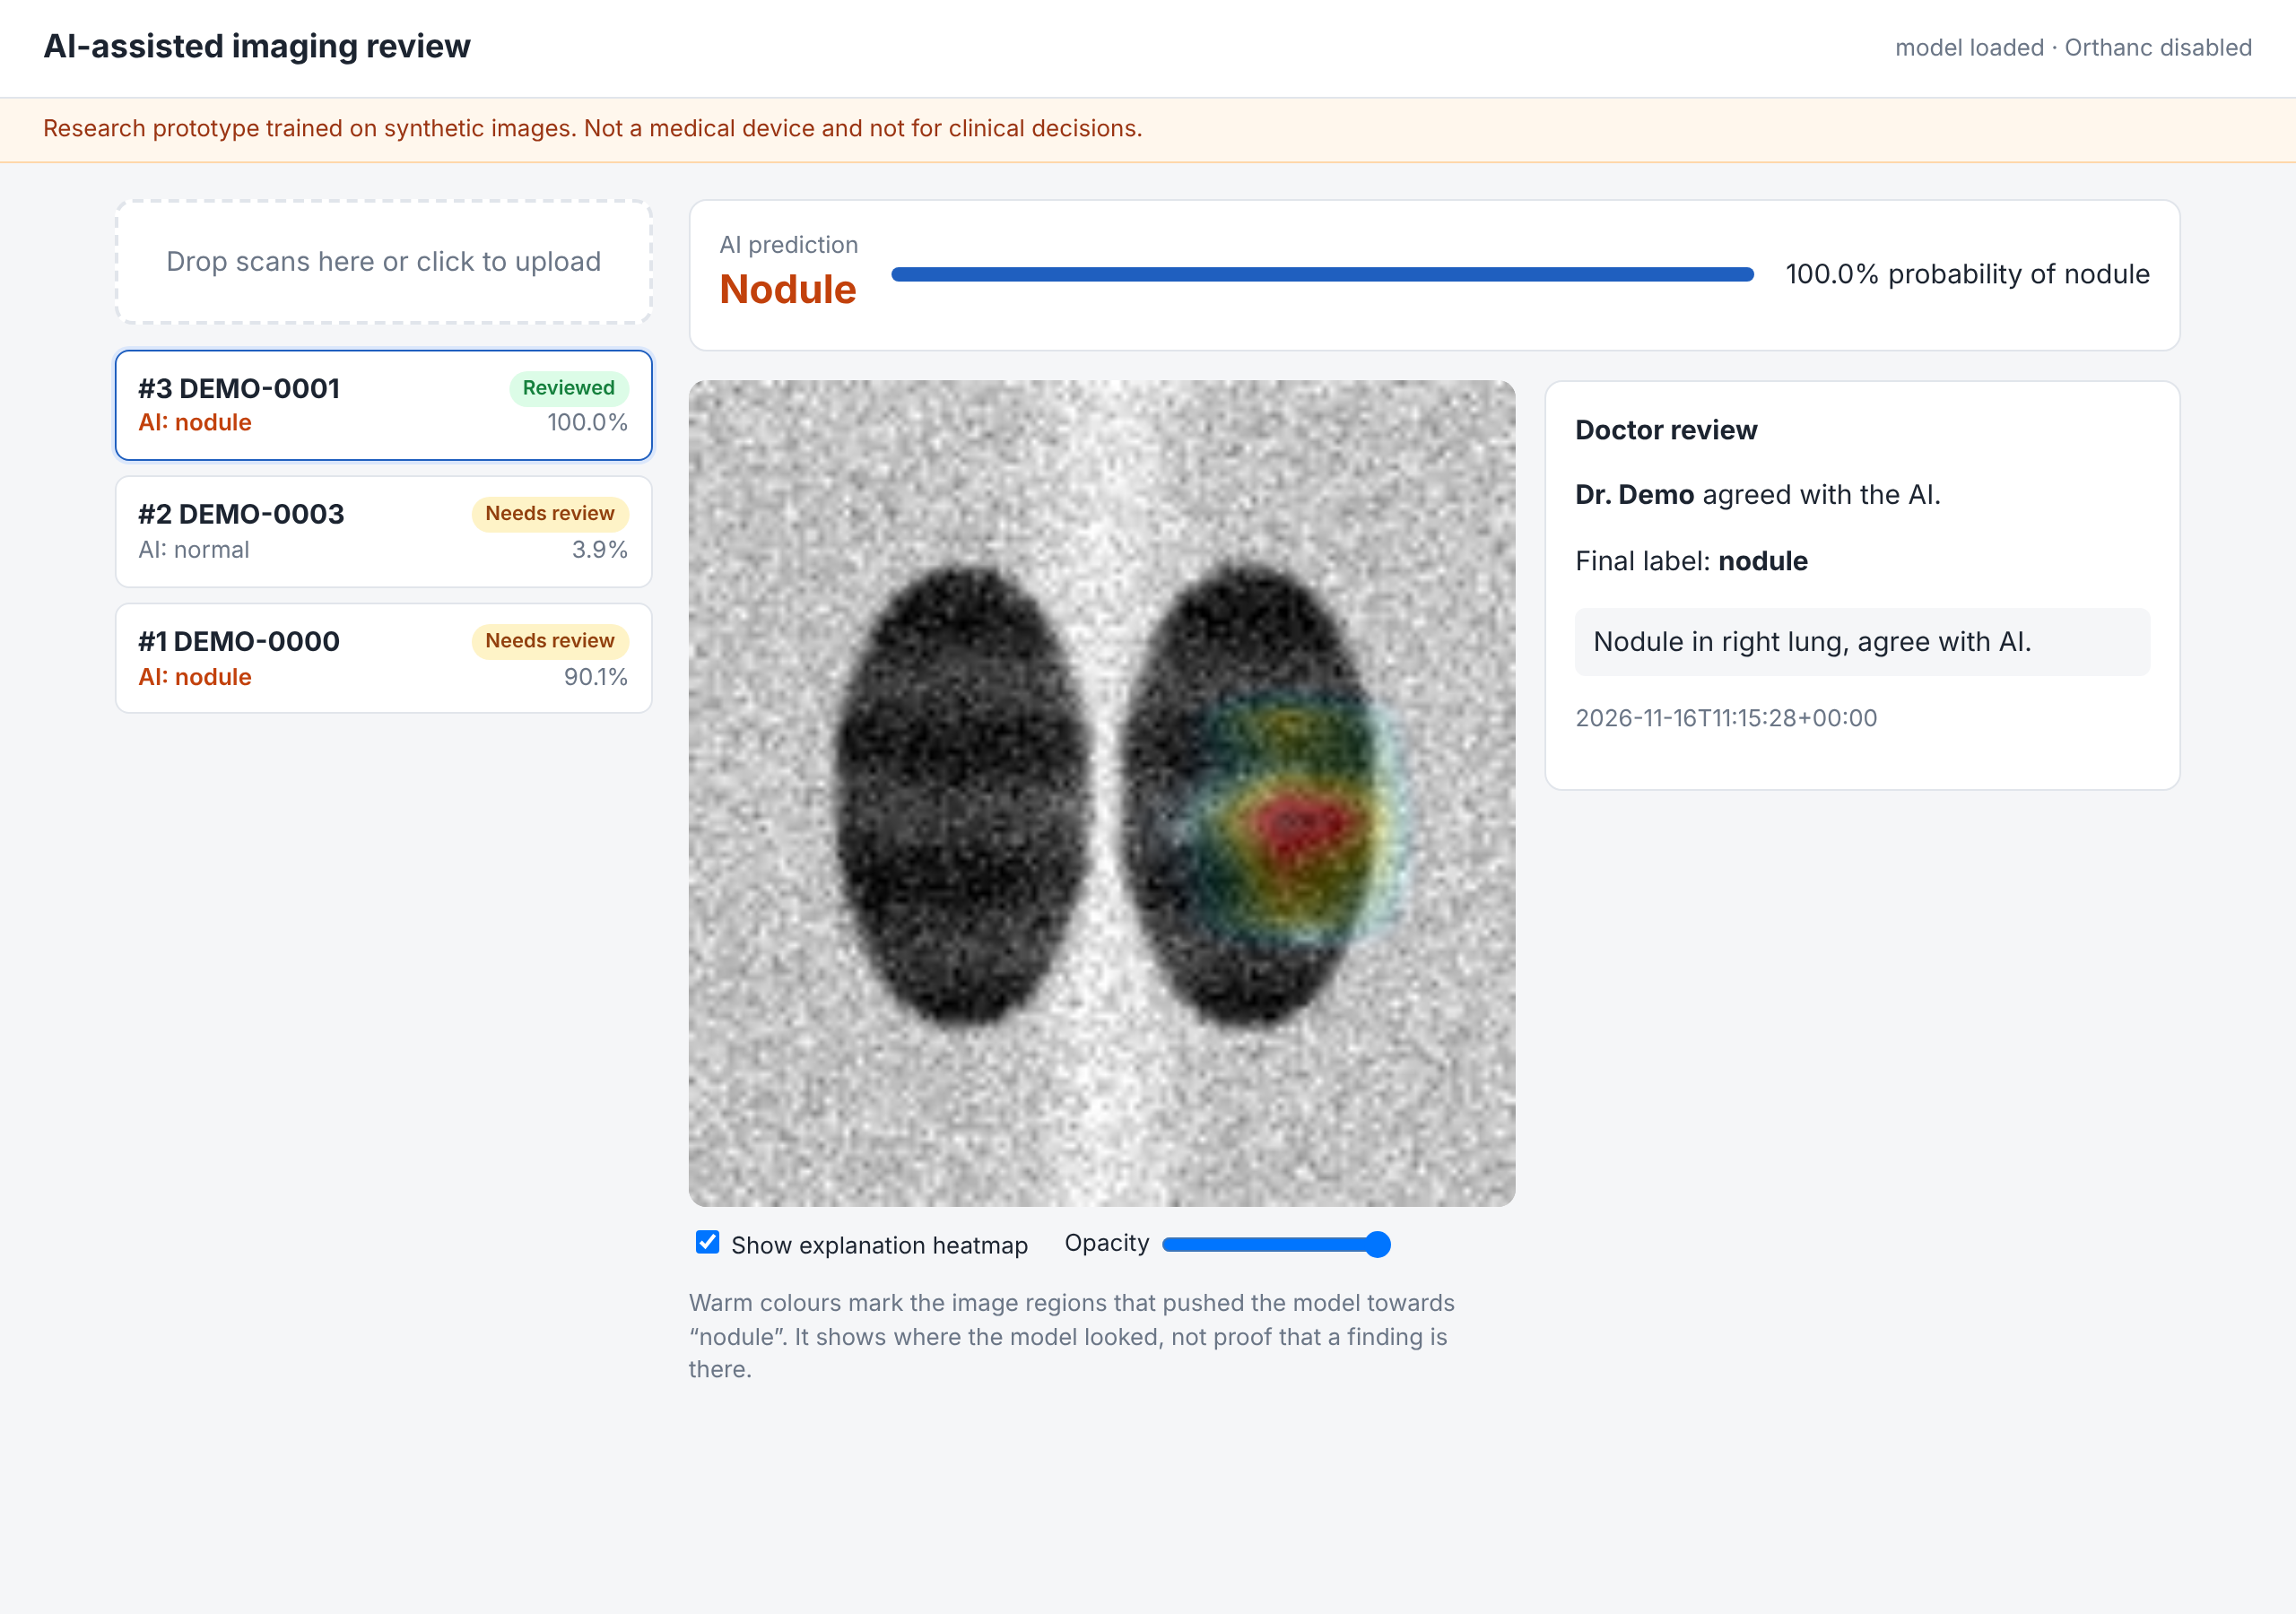 AI-assisted imaging review
model loaded · Orthanc disabled
Research prototype trained on synthetic images. Not a medical device and not for clinical decisions.
Drop scans here or click to upload
#3 DEMO-0001
Reviewed
AI: nodule
100.0%
#2 DEMO-0003
Needs review
AI: normal
3.9%
#1 DEMO-0000
Needs review
AI: nodule
90.1%
AI prediction
Nodule
100.0% probability of nodule
Show explanation heatmap
Opacity
Warm colours mark the image regions that pushed the model towards
“nodule”. It shows where the model looked, not proof that a finding is
there.
Doctor review
Dr. Demo agreed with the AI.
Final label: nodule
Nodule in right lung, agree with AI.
2026-11-16T11:15:28+00:00